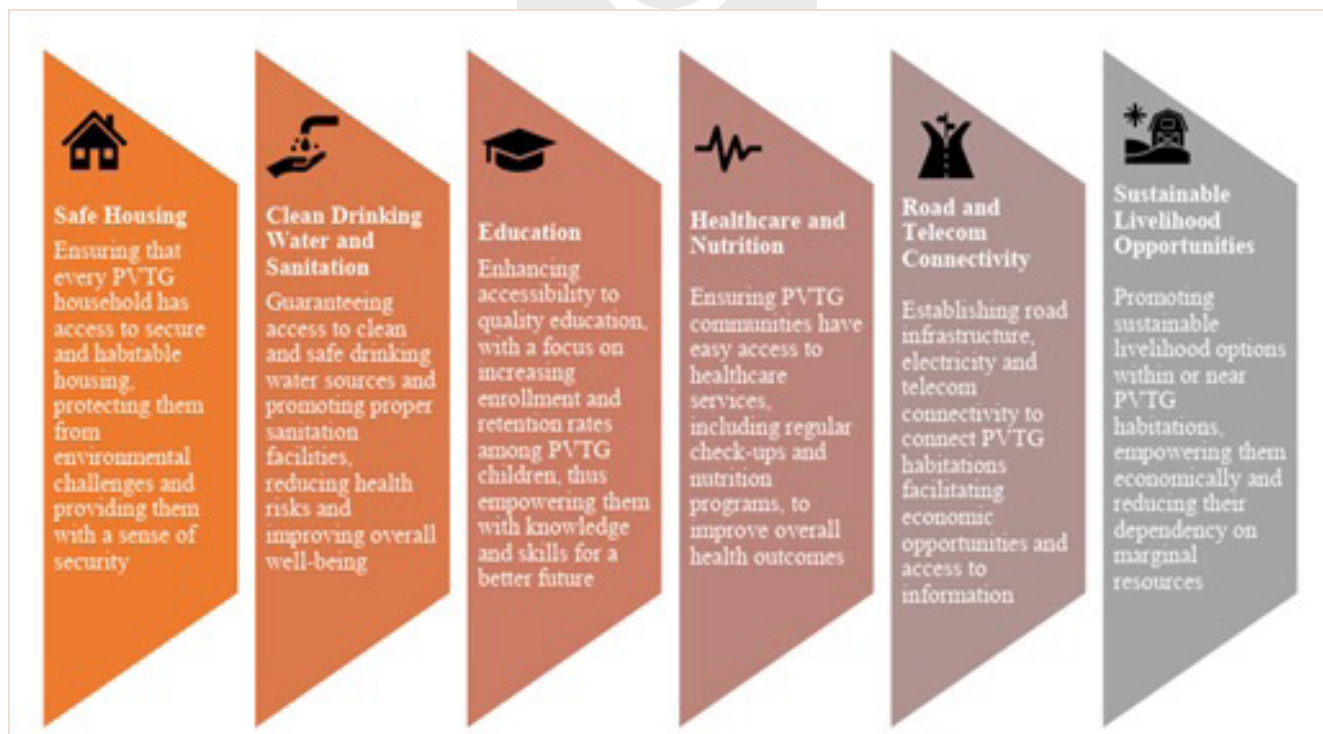 Safe Housing
Ensuring that
every PVTG
household has
access to secure
and habitable
housing,
protecting them
from
environmental
challenges and
providing them
with a sense of
security
Clean Drinking
Water and
Sanitation
Guaranteeing
access to clean
and safe drinking
water sources and
promoting proper
sanitation
facilities,
reducing health
risks and
improving overall
well-being
Education
Enhancing
accessibility to
quality education,
with a focus on
increasing
enrollment and
retention rates
among PVTG
children, thus
empowering them
with knowledge
and skills for a
better future
Healthcare and
Nutrition
Ensuring PVTG
communities have
easy access to
healthcare
services,
including regular
check-ups and
nutrition
programs, to
improve overall
health outcomes
Road and
Telecom
Connectivity
Establishing road
infrastructure,
electricity and
telecom
connectivity to
connect PVTG
habitations
facilitating
economic
opportunities and
access to
information
Sustainable
Livelihood
Opportunities
Promoting
sustainable
livelihood options
within or near
PVTG
habitations,
empowering them
economically and
reducing their
dependency on
marginal
resources